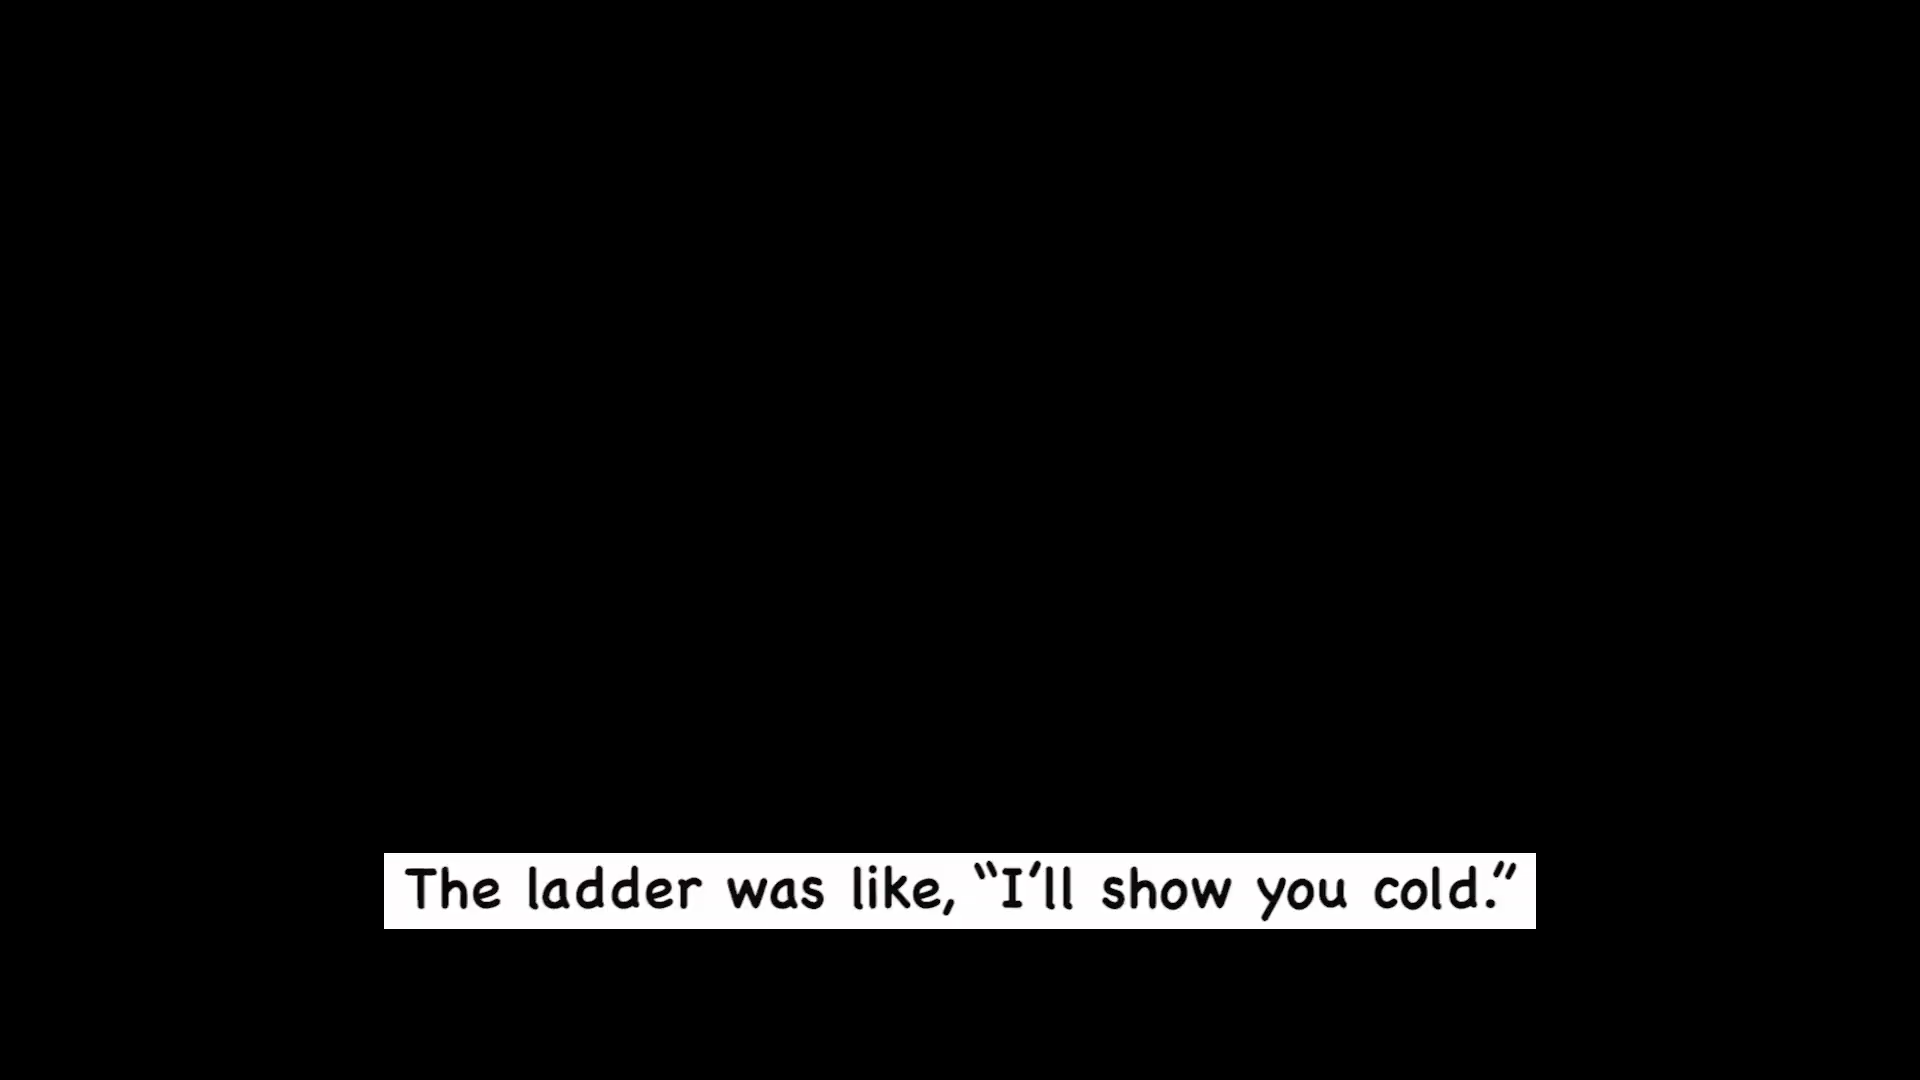 The ladder was like, “I’ll show you cold.”